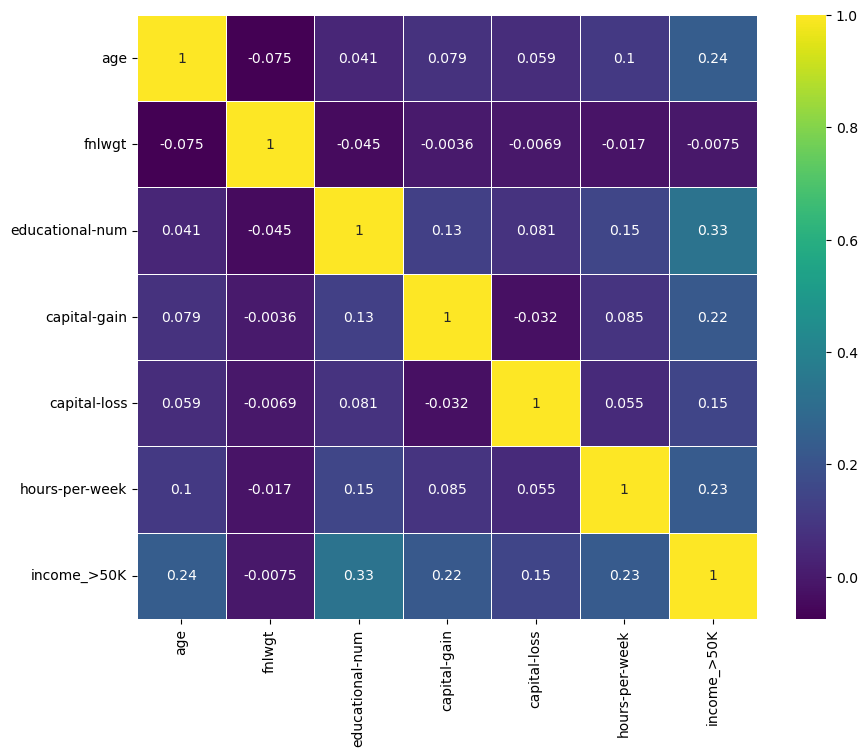 age 1 -0.075 0.041 0.079 0.059 0.1 0.24
fnlwgt -0.075 1 -0.045 -0.0036 -0.0069 -0.017 -0.0075
educational-num 0.041 -0.045 1 0.13 0.081 0.15 0.33
capital-gain 0.079 -0.0036 0.13 1 -0.032 0.085 0.22
capital-loss 0.059 -0.0069 0.081 -0.032 1 0.055 0.15
hours-per-week 0.1 -0.017 0.15 0.085 0.055 1 0.23
income_>50K 0.24 -0.0075 0.33 0.22 0.15 0.23 1
age
fnlwgt
educational-num
capital-gain
capital-loss
hours-per-week
income_>50K
1.0
0.8
0.6
0.4
0.2
0.0